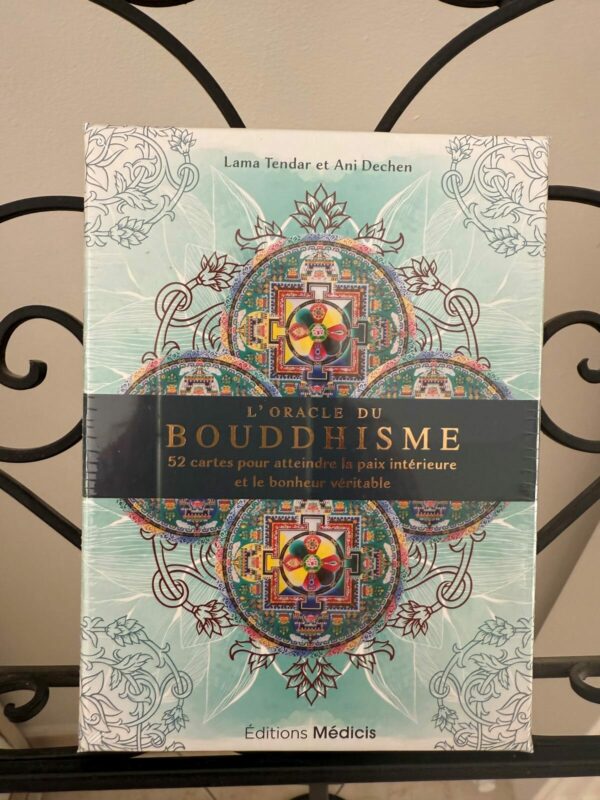 Lama Tendar et Ani Dechen
L'ORACLE DU
BOUDDHISME
52 cartes pour atteindre la paix intérieure
et le bonheur véritable
Éditions Médicis